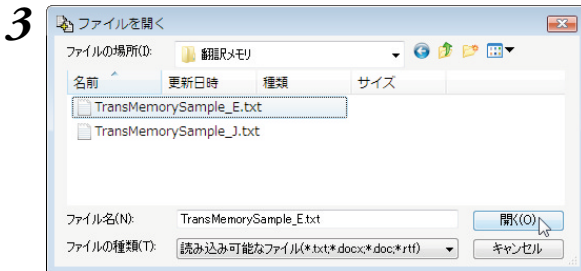 3
ファイルを開く
ファイルの場所(I): 翻訳メモリ
名前 更新日時 種類 サイズ
TransMemorySample_E.txt
TransMemorySample_J.txt
ファイル名(N): TransMemorySample_E.txt 開く(O)
ファイルの種類(T): 読み込み可能なファイル(*.txt;*.docx;*.doc;*.rtf) キャンセル